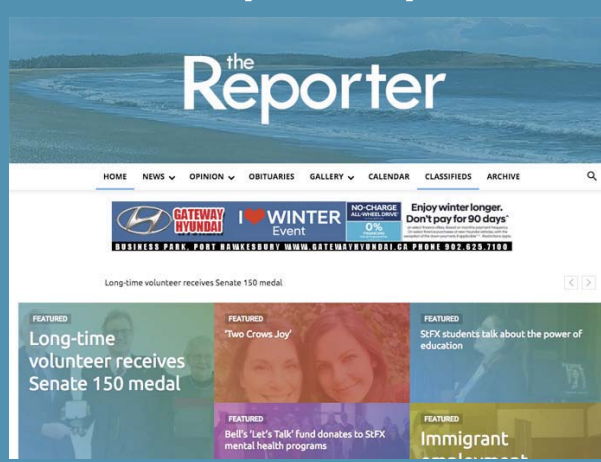 the
Reporter
HOME NEWS OPINION OBITUARIES GALLERY CALENDAR CLASSIFIEDS ARCHIVE
GATEWAY HYUNDAI
I WINTER
Event
NO-CHARGE
ALL-WHEEL DRIVE
0%
FINANCING
Enjoy winter longer.
Don't pay for 90 days*
BUSINESS PARK, PORT HAWKESBURY WWW.GATEWAYHYUNDAI.CA PHONE 902.625.7100
Long-time volunteer receives Senate 150 medal
FEATURED
Long-time
volunteer receives
Senate 150 medal
FEATURED
'Two Crows Joy'
FEATURED
StFX students talk about the power of
education
FEATURED
Bell's 'Let's Talk' fund donates to StFX
mental health programs
FEATURED
Immigrant
employment